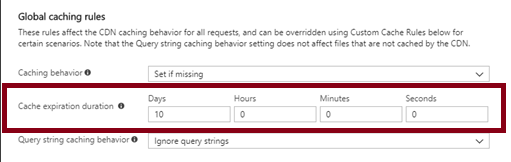 Global caching rules
These rules affect the CDN caching behavior for all requests, and can be overridden using Custom Cache Rules below for
certain scenarios. Note that the Query string caching behavior setting does not affect files that are not cached by the CDN.
Caching behavior Set if missing
Days Hours Minutes Seconds
Cache expiration duration 10 0 0 0
Query string caching behavior Ignore query strings